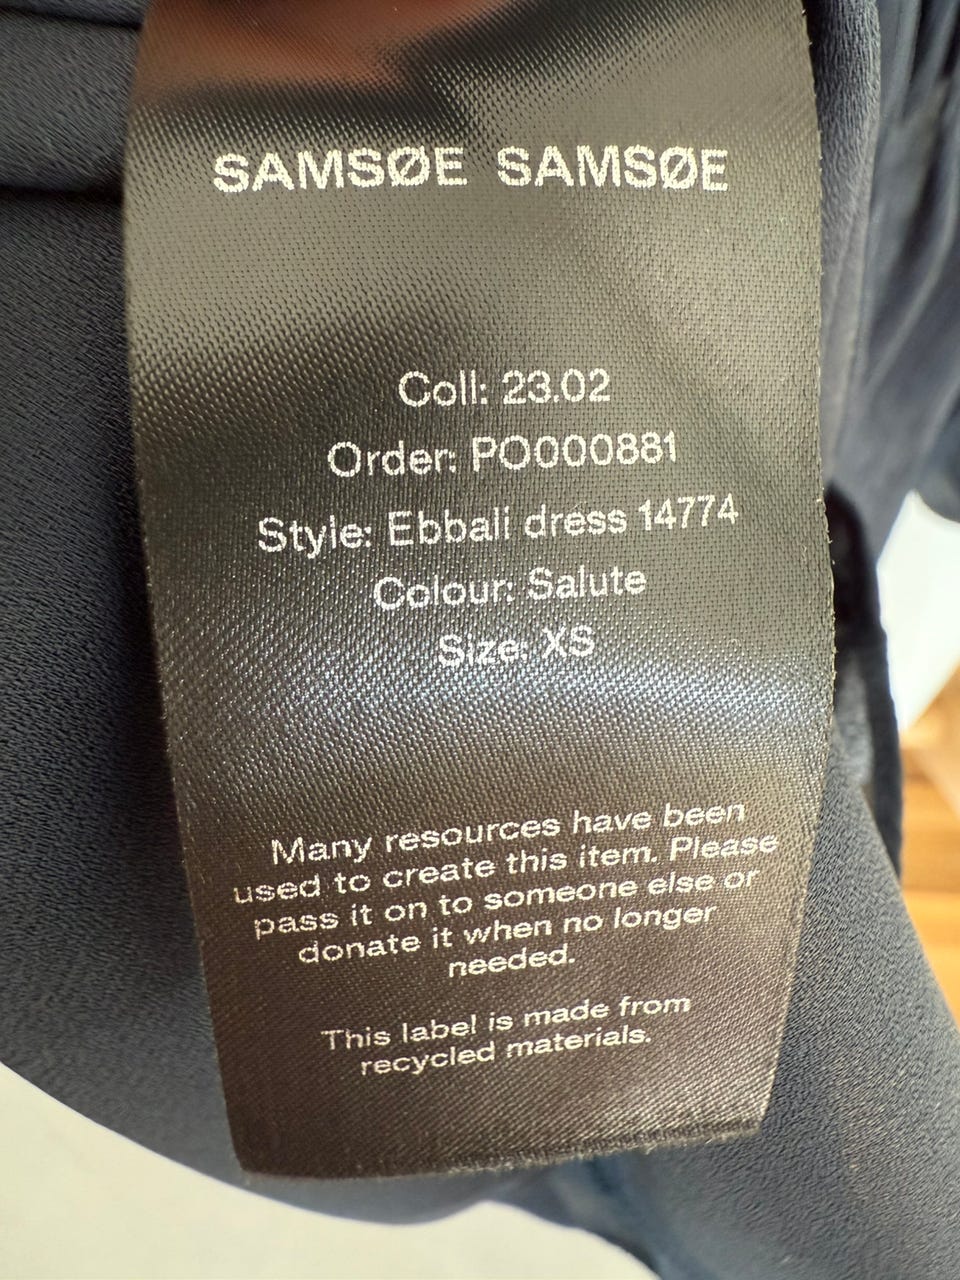 SAMSØE SAMSØE
Coll: 23.02
Order: PO000881
Style: Ebbali dress 14774
Colour: Salute
Size: XS
Many resources have been
used to create this item. Please
pass it on to someone else or
donate it when no longer
needed.
This label is made from
recycled materials.